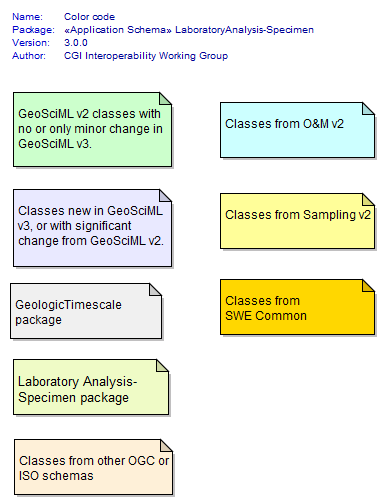 Name: Color code
Package: «Application Schema» LaboratoryAnalysis-Specimen
Version: 3.0.0
Author: CGI Interoperability Working Group
GeoSciML v2 classes with
no or only minor change in
GeoSciML v3.
Classes new in GeoSciML
v3, or with significant
change from GeoSciML v2.
GeologicTimescale
package
Laboratory Analysis-
Specimen package
Classes from other OGC or
ISO schemas
Classes from O&M v2
Classes from Sampling v2
Classes from
SWE Common